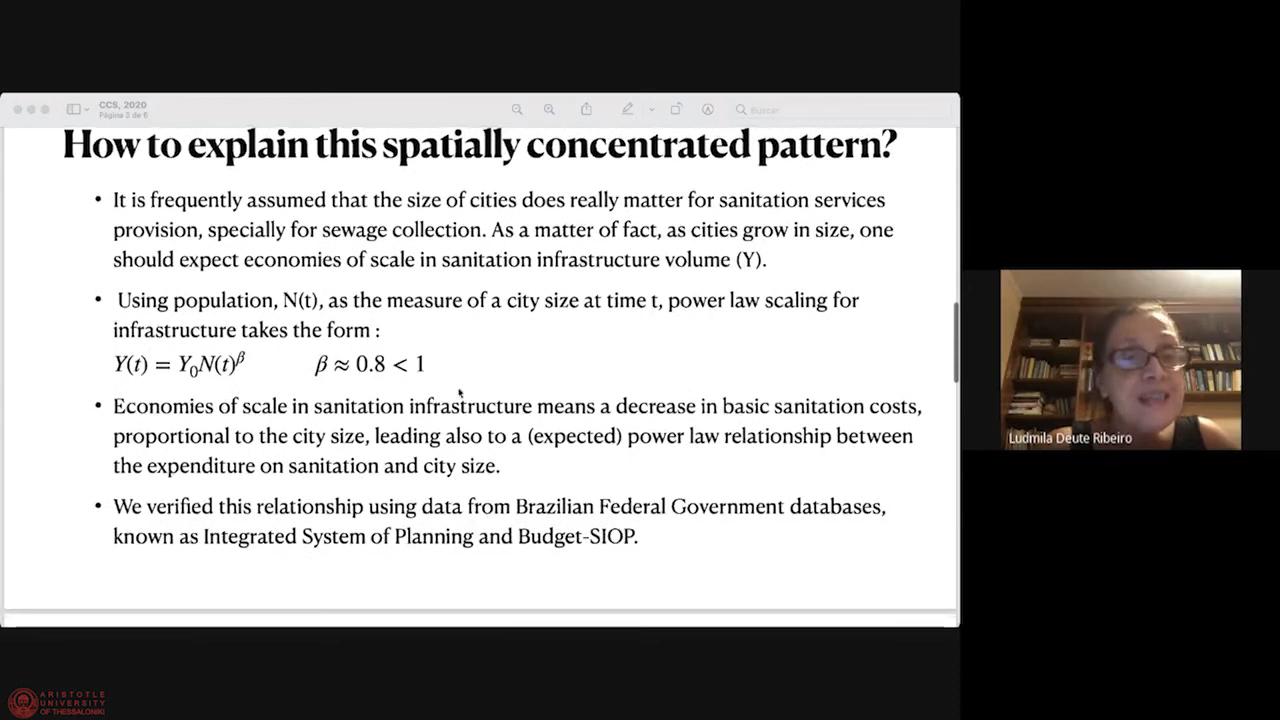 CCS, 2020
Página 3 de 6
Buscar
How to explain this spatially concentrated pattern?
• It is frequently assumed that the size of cities does really matter for sanitation services
provision, specially for sewage collection. As a matter of fact, as cities grow in size, one
should expect economies of scale in sanitation infrastructure volume (Y).
• Using population, N(t), as the measure of a city size at time t, power law scaling for
infrastructure takes the form :
Y(t) = Y₀N(t)^β β ≈ 0.8 < 1
• Economies of scale in sanitation infrastructure means a decrease in basic sanitation costs,
proportional to the city size, leading also to a (expected) power law relationship between
the expenditure on sanitation and city size.
• We verified this relationship using data from Brazilian Federal Government databases,
known as Integrated System of Planning and Budget-SIOP.
Ludmila Deute Ribeiro
ARISTOTLE
UNIVERSITY
OF THESSALONIKI